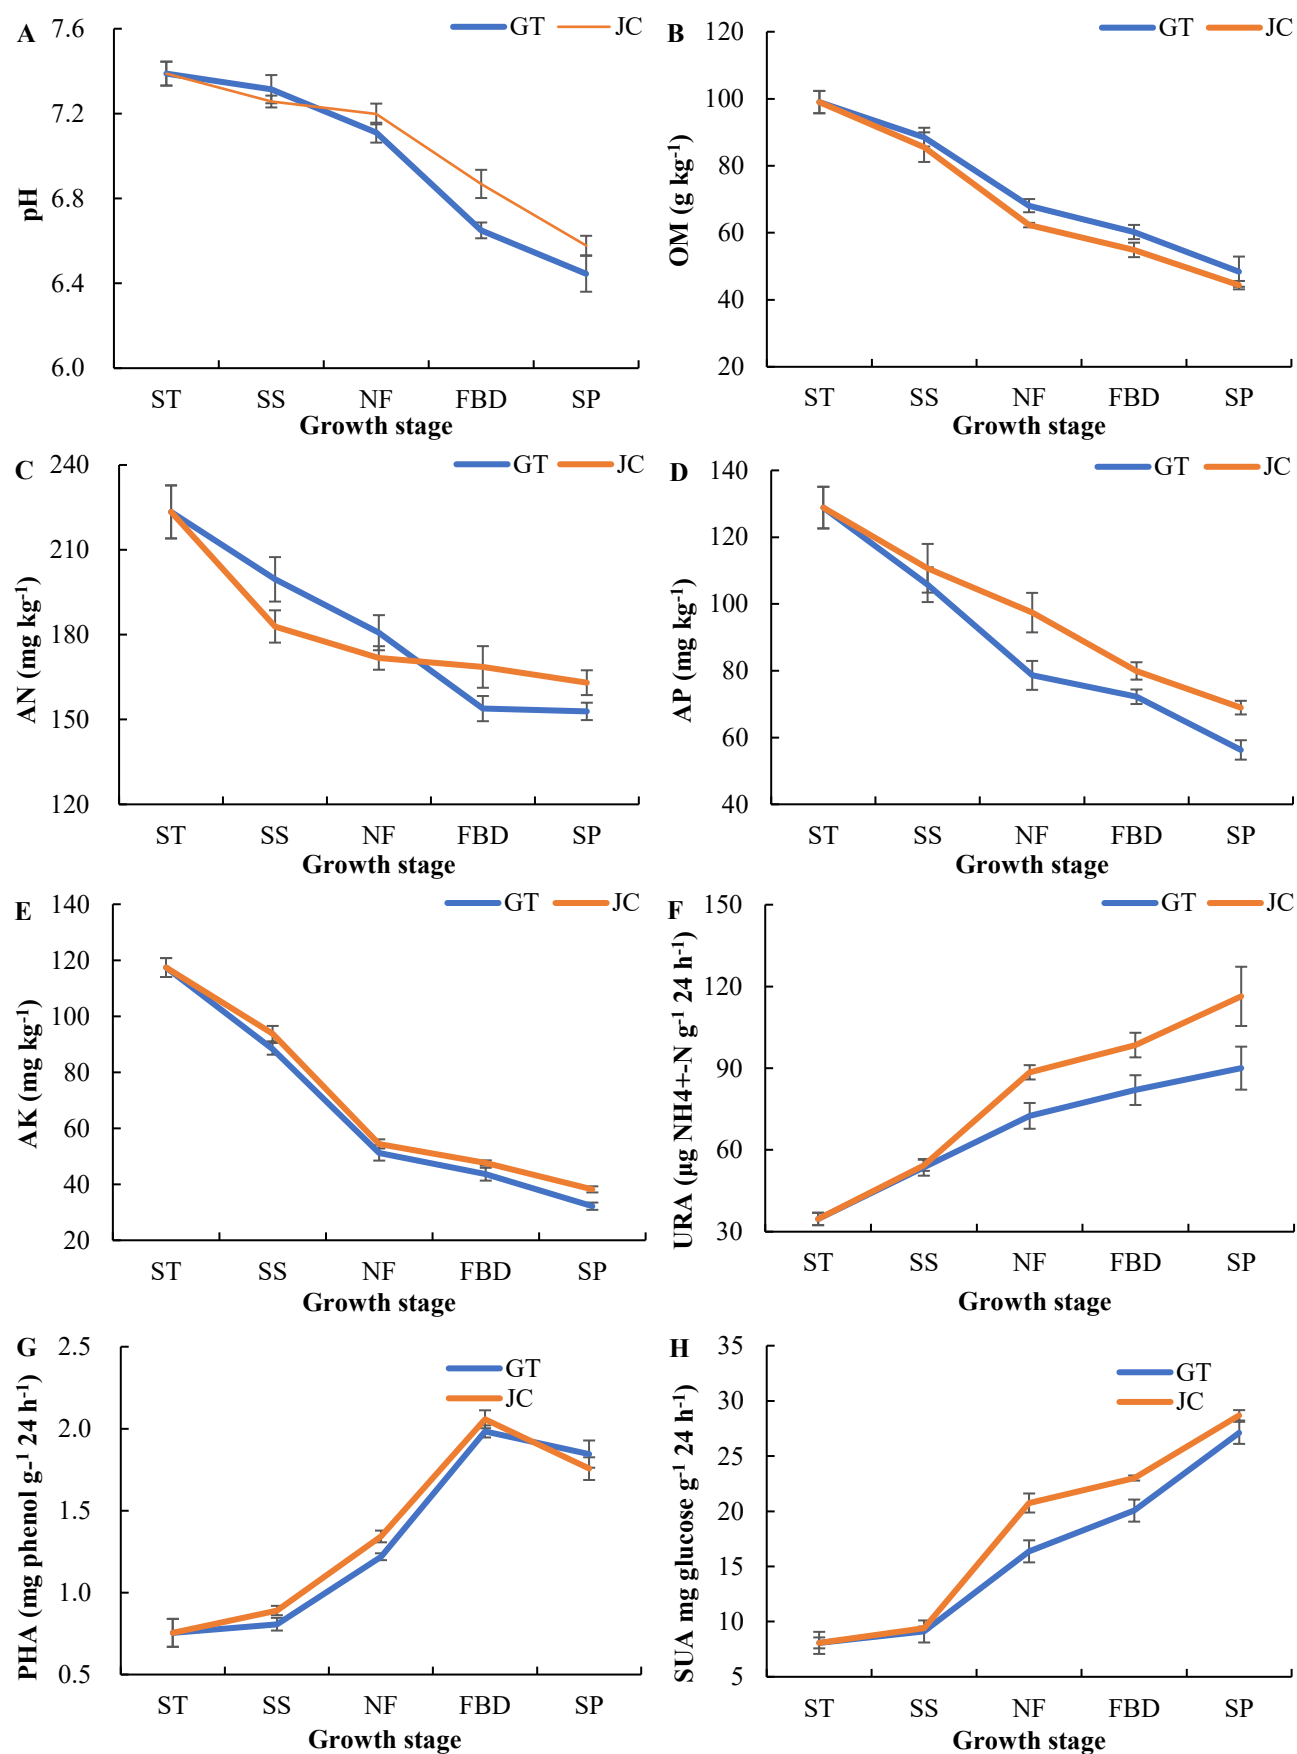 A
GT JC
pH
7.6
7.2
6.8
6.4
6.0
ST SS NF FBD SP
Growth stage
B
GT JC
OM (g kg⁻¹)
120
100
80
60
40
20
ST SS NF FBD SP
Growth stage
C
GT JC
AN (mg kg⁻¹)
240
210
180
150
120
ST SS NF FBD SP
Growth stage
D
GT JC
AP (mg kg⁻¹)
140
120
100
80
60
40
ST SS NF FBD SP
Growth stage
E
GT JC
AK (mg kg⁻¹)
140
120
100
80
60
40
20
ST SS NF FBD SP
Growth stage
F
GT JC
URA (µg NH4+-N g⁻¹ 24 h⁻¹)
150
120
90
60
30
ST SS NF FBD SP
Growth stage
G
GT
JC
PHA (mg phenol g-¹ 24 h⁻¹)
2.5
2.0
1.5
1.0
0.5
ST SS NF FBD SP
Growth stage
H
GT
JC
SUA mg glucose g⁻¹ 24 h⁻¹)
35
30
25
20
15
10
5
ST SS NF FBD SP
Growth stage